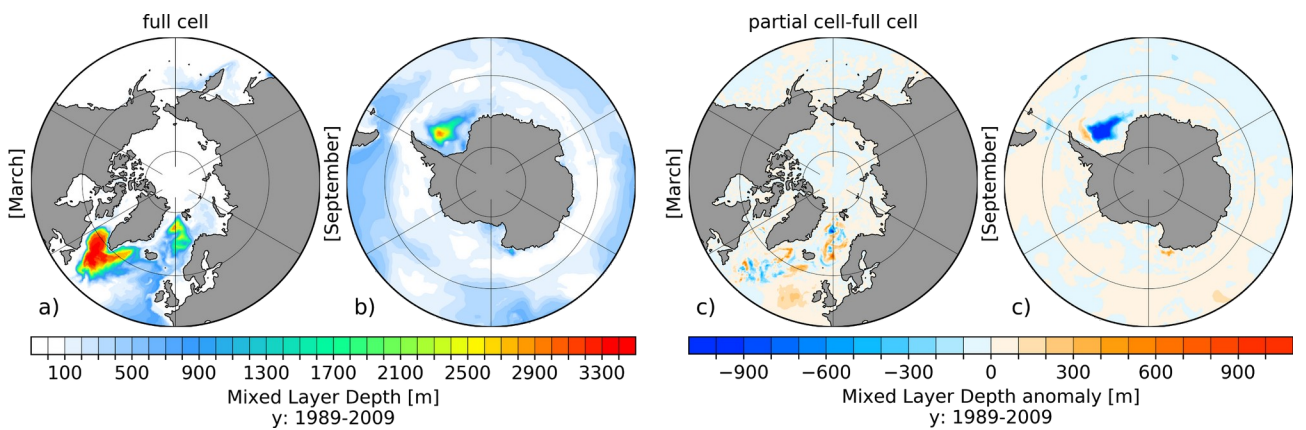 full cell
partial cell-full cell
[March]
[September]
[March]
[September]
a)
b)
c)
c)
100 500 900 1300 1700 2100 2500 2900 3300
−900 −600 −300 0 300 600 900
Mixed Layer Depth [m]
y: 1989-2009
Mixed Layer Depth anomaly [m]
y: 1989-2009